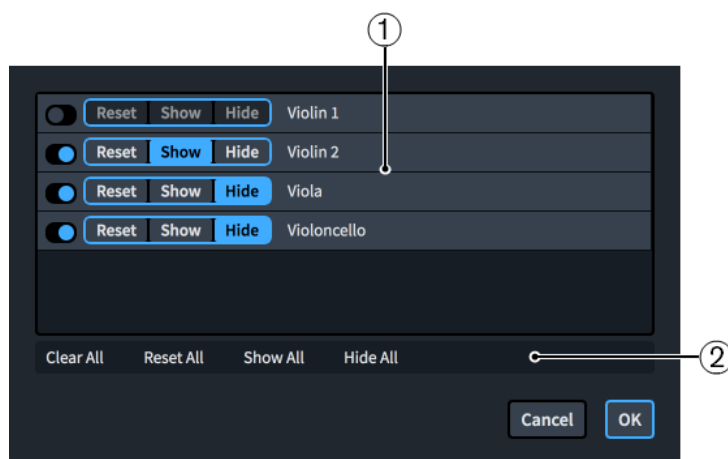 1
Reset Show Hide Violin 1
Reset Show Hide Violin 2
Reset Show Hide Viola
Reset Show Hide Violoncello
Clear All Reset All Show All Hide All
2
Cancel OK